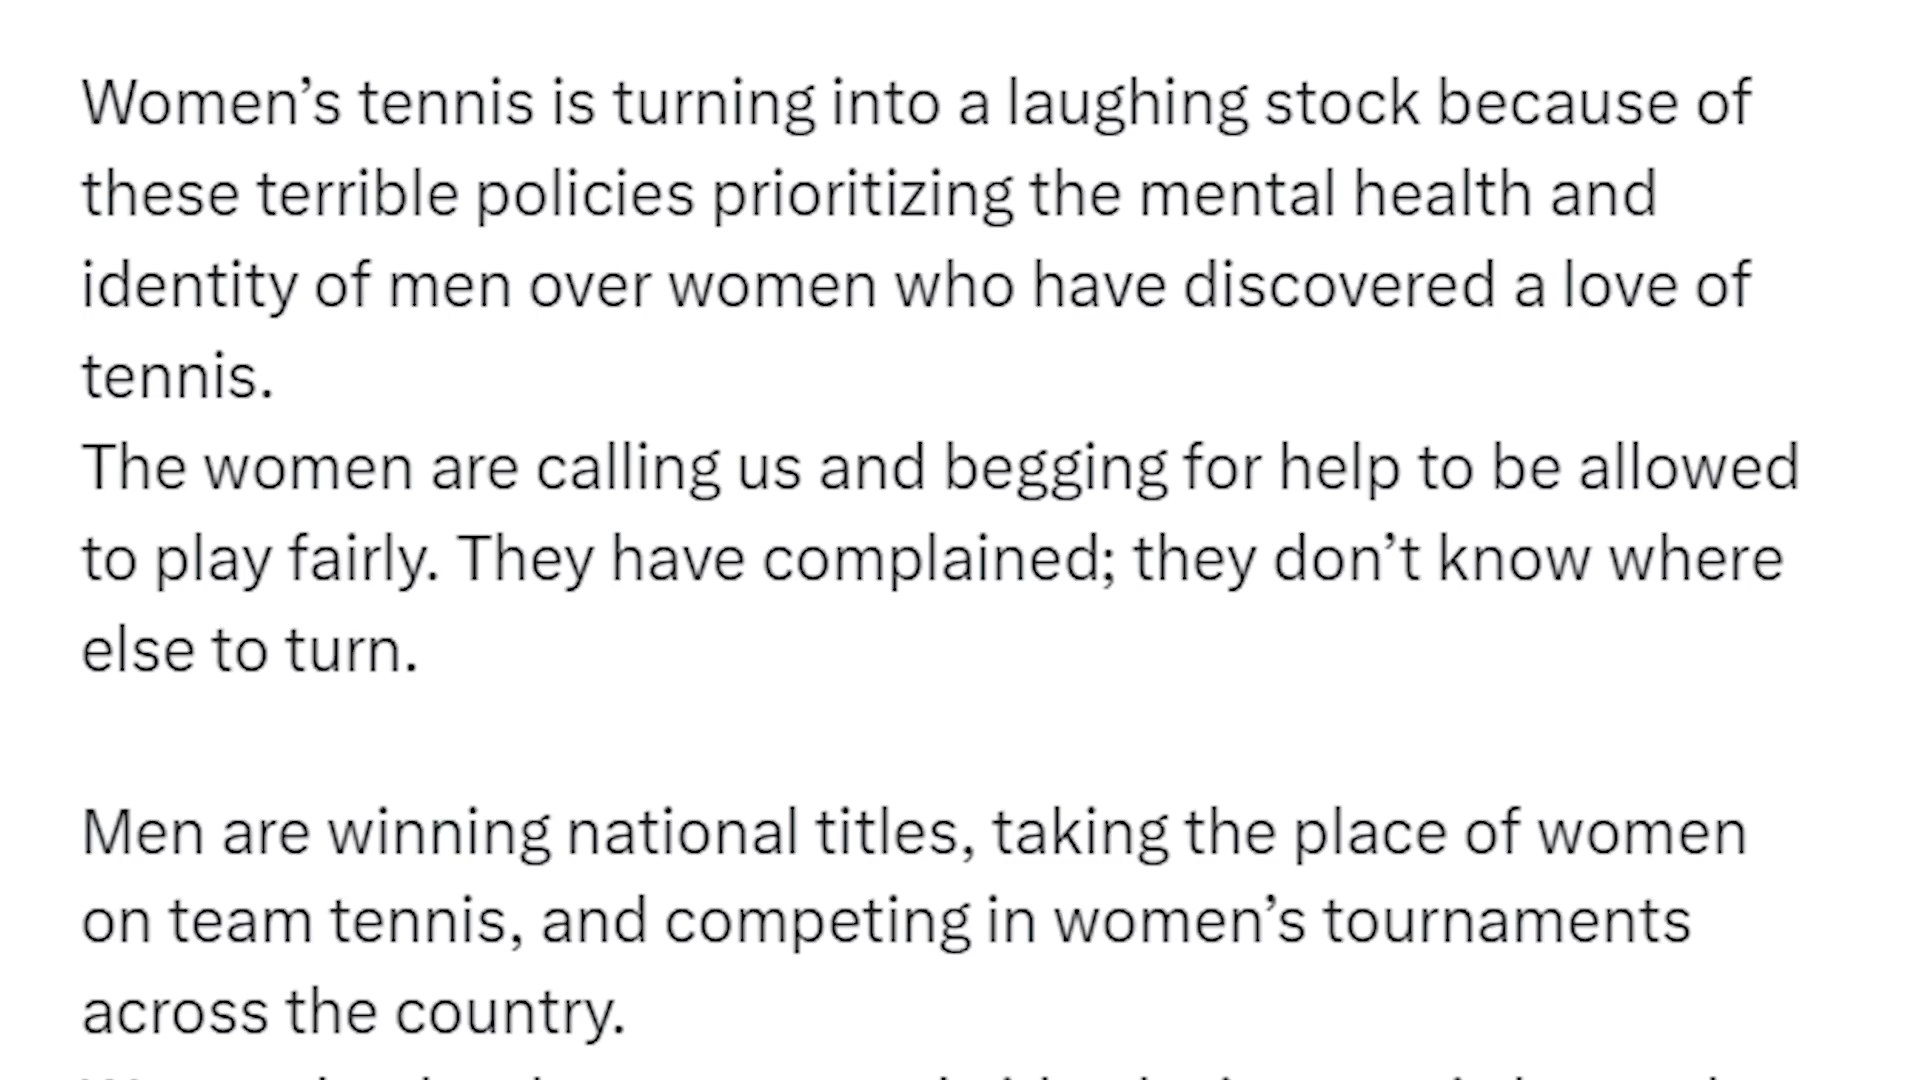 Women’s tennis is turning into a laughing stock because of
these terrible policies prioritizing the mental health and
identity of men over women who have discovered a love of
tennis.
The women are calling us and begging for help to be allowed
to play fairly. They have complained; they don’t know where
else to turn.
Men are winning national titles, taking the place of women
on team tennis, and competing in women’s tournaments
across the country.